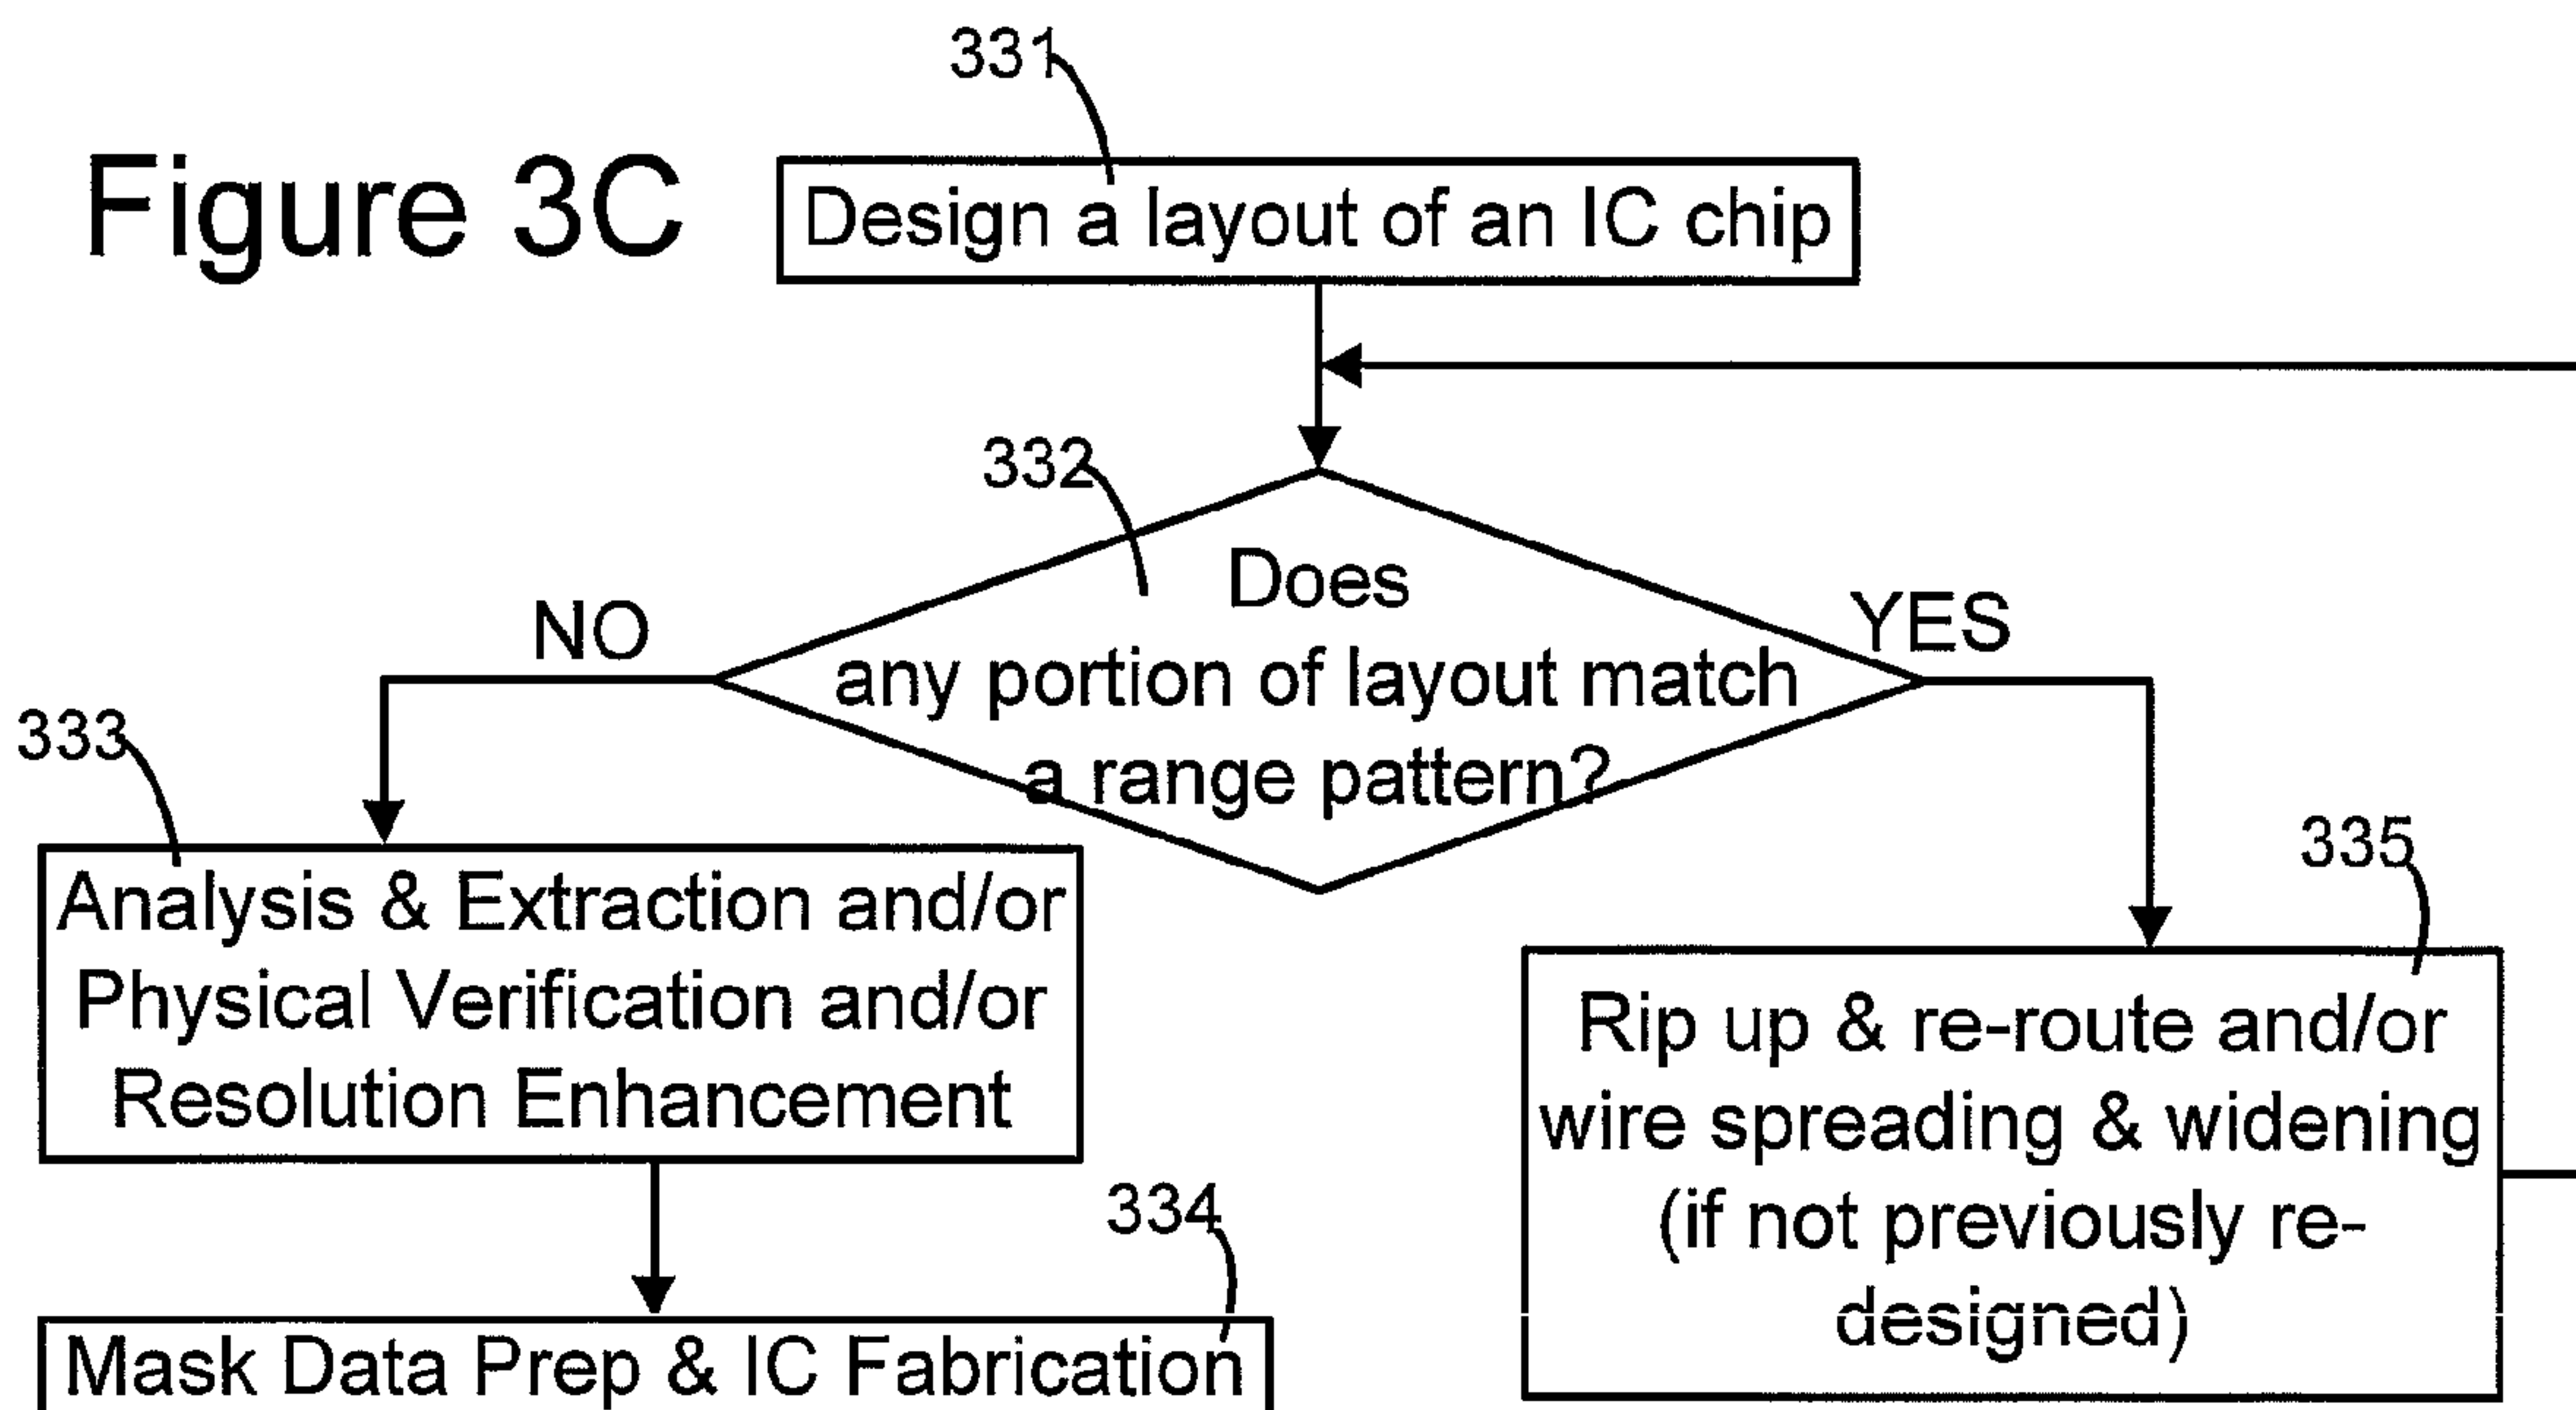 331
Figure 3C
Design a layout of an IC chip
332
Does
any portion of layout match
a range pattern?
NO
YES
333
Analysis & Extraction and/or
Physical Verification and/or
Resolution Enhancement
335
Rip up & re-route and/or
wire spreading & widening
(if not previously re-
designed)
334
Mask Data Prep & IC Fabrication